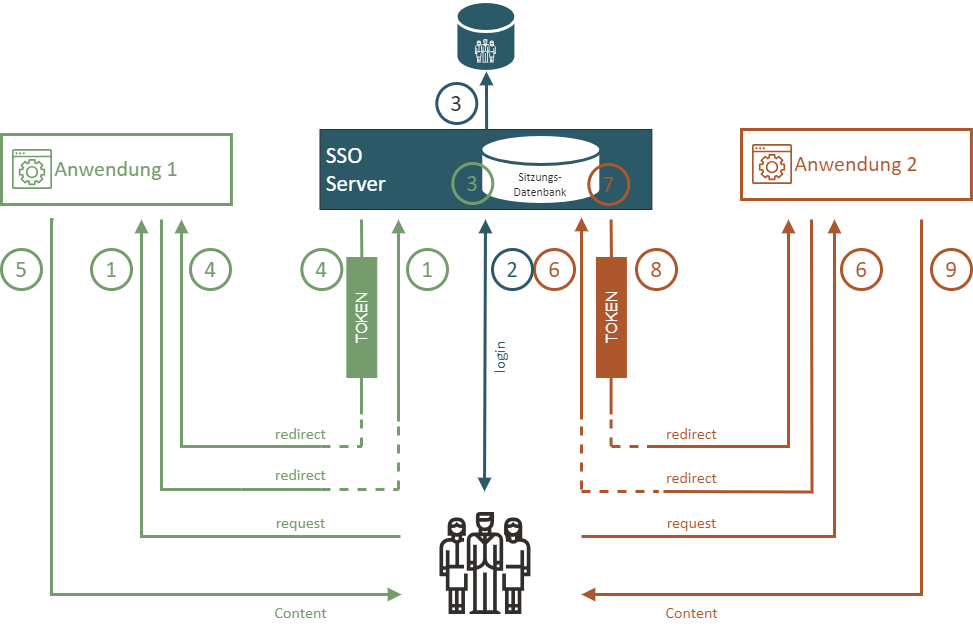 3
SSO
Server
Sitzungs-
Datenbank
3
7
Anwendung 1
Anwendung 2
5
1
4
4
1
2
6
8
6
9
TOKEN
TOKEN
login
redirect
redirect
redirect
redirect
request
request
Content
Content